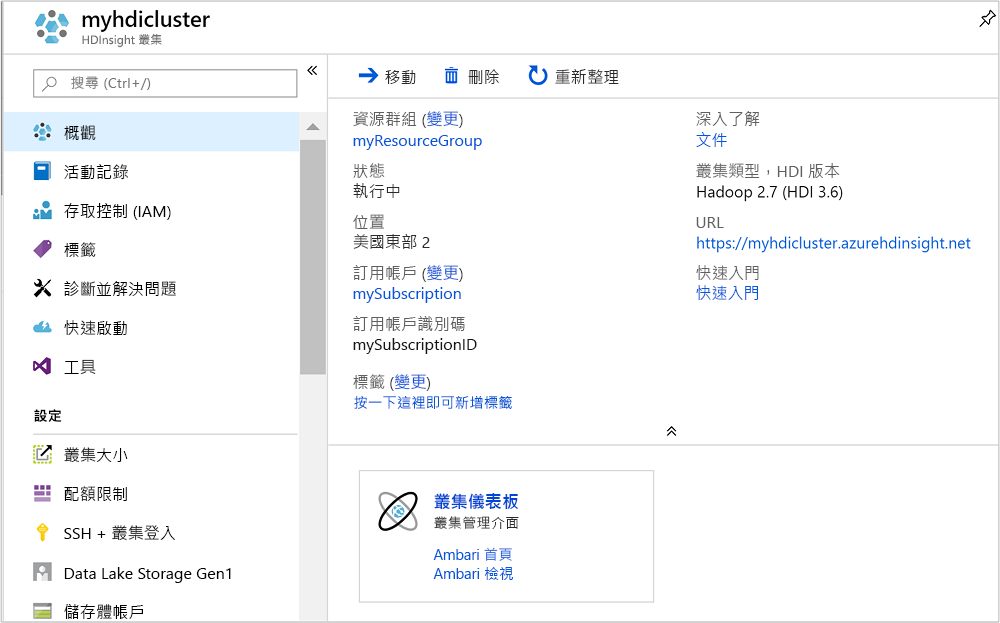 myhdicluster
HDInsight 叢集
搜尋 (Ctrl+/)
概觀
活動記錄
存取控制 (IAM)
標籤
診斷並解決問題
快速啟動
工具
設定
叢集大小
配額限制
SSH + 叢集登入
Data Lake Storage Gen1
儲存體帳戶
移動 刪除 重新整理
資源群組 (變更)
myResourceGroup
狀態
執行中
位置
美國東部 2
訂用帳戶 (變更)
mySubscription
訂用帳戶識別碼
mySubscriptionID
標籤 (變更)
按一下這裡即可新增標籤
深入了解
文件
叢集類型，HDI 版本
Hadoop 2.7 (HDI 3.6)
URL
https://myhdicluster.azurehdinsight.net
快速入門
快速入門
叢集儀表板
叢集管理介面
Ambari 首頁
Ambari 檢視